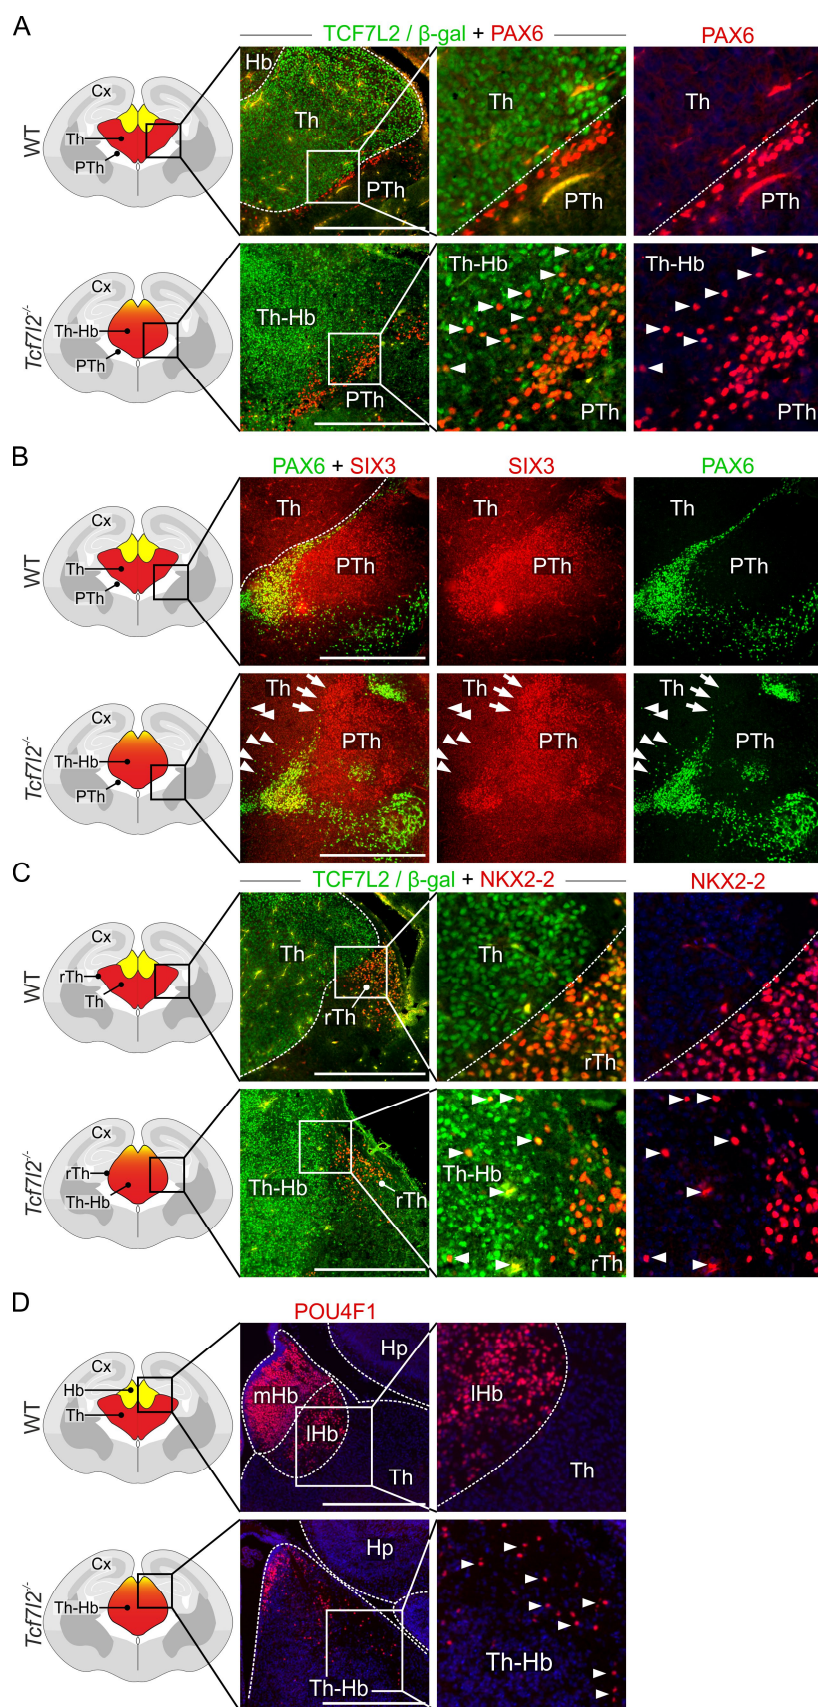 A
TCF7L2 / β-gal + PAX6
PAX6
WT
Cx
Th
PTh
Hb
Th
PTh
Th
PTh
Th
PTh
Tcf7l2-/-
Cx
Th-Hb
PTh
Th-Hb
PTh
Th-Hb
PTh
Th-Hb
PTh
B
PAX6 + SIX3
SIX3
PAX6
WT
Cx
Th
PTh
Th
PTh
Th
PTh
Th
PTh
Tcf7l2-/-
Cx
Th-Hb
PTh
Th
PTh
Th
PTh
Th
PTh
C
TCF7L2 / β-gal + NKX2-2
NKX2-2
WT
Cx
rTh
Th
Th
rTh
Th
rTh
Th
rTh
Tcf7l2-/-
Cx
rTh
Th-Hb
Th-Hb
rTh
Th-Hb
rTh
Th-Hb
rTh
D
POU4F1
WT
Cx
Hb
Th
Hp
mHb
lHb
Th
lHb
Th
Tcf7l2-/-
Cx
Th-Hb
Hp
Th-Hb
Th-Hb